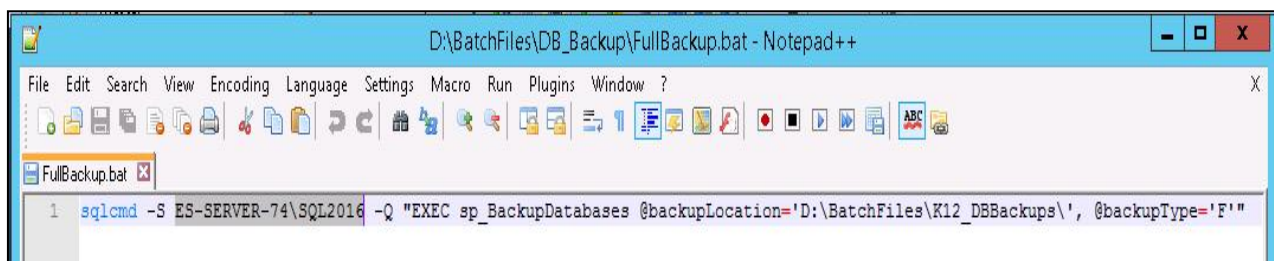 D:\BatchFiles\DB_Backup\FullBackup.bat - Notepad++
X
File Edit Search View Encoding Language Settings Macro Run Plugins Window ?
X
ABC
FullBackup.bat
1 sqlcmd -S ES-SERVER-74\SQL2016 -Q "EXEC sp_BackupDatabases @backupLocation='D:\BatchFiles\K12_DBBackups\', @backupType='F'"